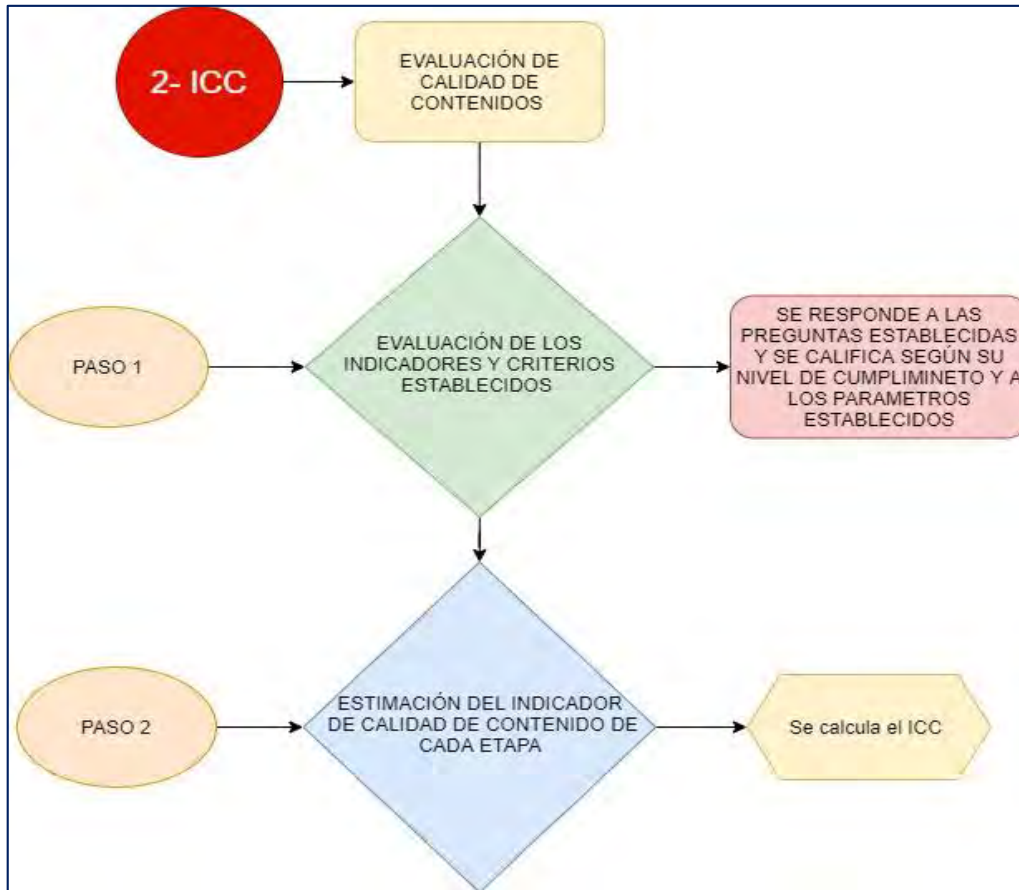 2- ICC
EVALUACIÓN DE
CALIDAD DE
CONTENIDOS
PASO 1
EVALUACIÓN DE LOS
INDICADORES Y CRITERIOS
ESTABLECIDOS
SE RESPONDE A LAS
PREGUNTAS ESTABLECIDAS
Y SE CALIFICA SEGÚN SU
NIVEL DE CUMPLIMINETO Y A
LOS PARAMETROS
ESTABLECIDOS
PASO 2
ESTIMACIÓN DEL INDICADOR
DE CALIDAD DE CONTENIDO DE
CADA ETAPA
Se calcula el ICC